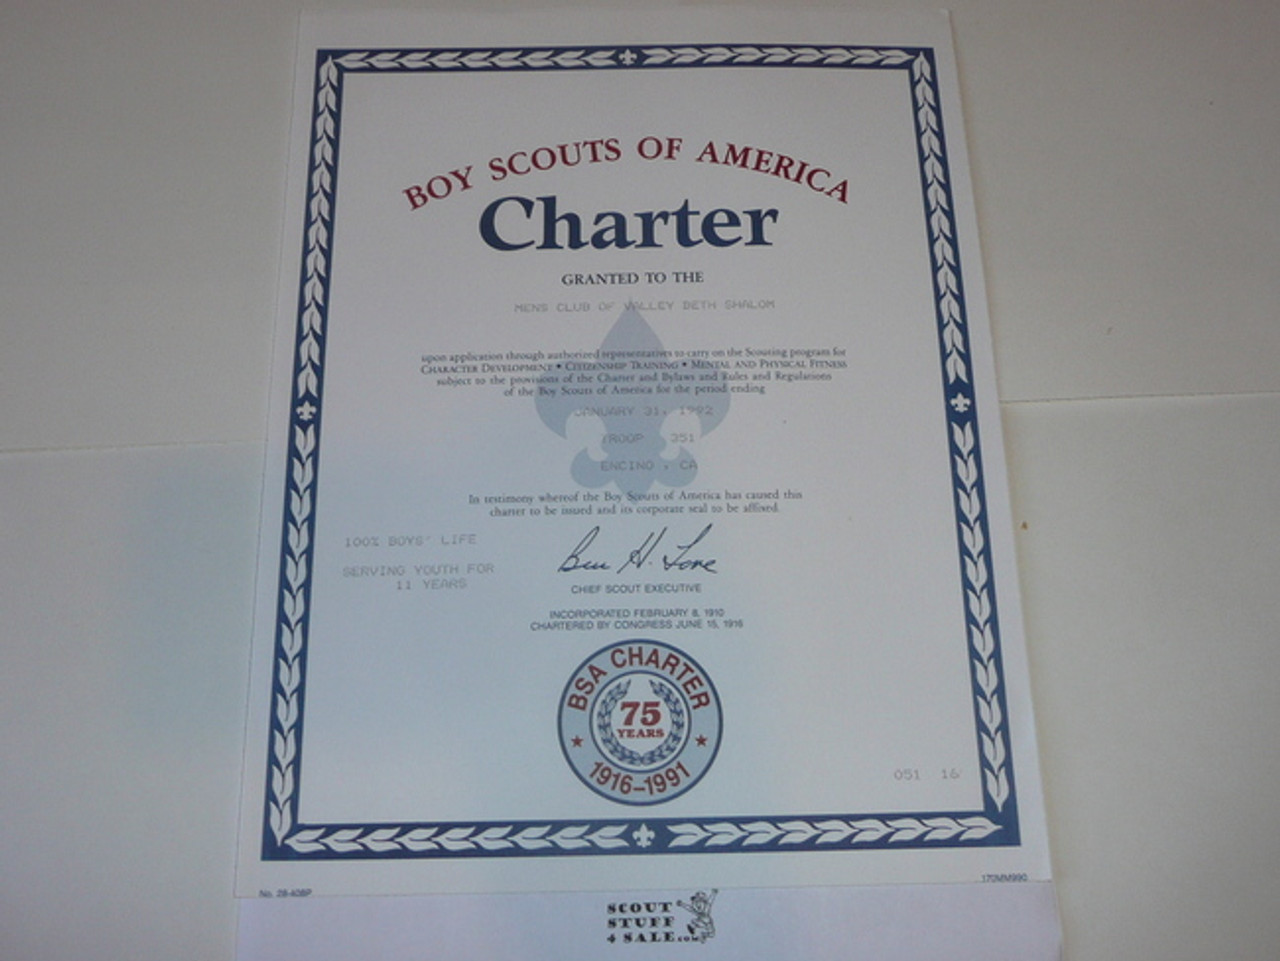 BOY SCOUTS OF AMERICA
Charter
GRANTED TO THE
MENS CLUB OF VALLEY BETH SHALOM
upon application through authorized representatives to carry on the Scouting program for
CHARACTER DEVELOPMENT • CITIZENSHIP TRAINING • MENTAL AND PHYSICAL FITNESS
subject to the provisions of the Charter and Bylaws and Rules and Regulations
of the Boy Scouts of America for the period ending
JANUARY 31, 1992
TROOP 351
ENCINO , CA
In testimony whereof the Boy Scouts of America has caused this
charter to be issued and its corporate seal to be affixed.
100% BOYS' LIFE
SERVING YOUTH FOR
11 YEARS
Ben H. Love
CHIEF SCOUT EXECUTIVE
INCORPORATED FEBRUARY 8, 1910
CHARTERED BY CONGRESS JUNE 15, 1916
BSA CHARTER
75
YEARS
1916-1991
051 16
No. 28-408P
170MM990
SCOUT
STUFF
4 SALE.COM